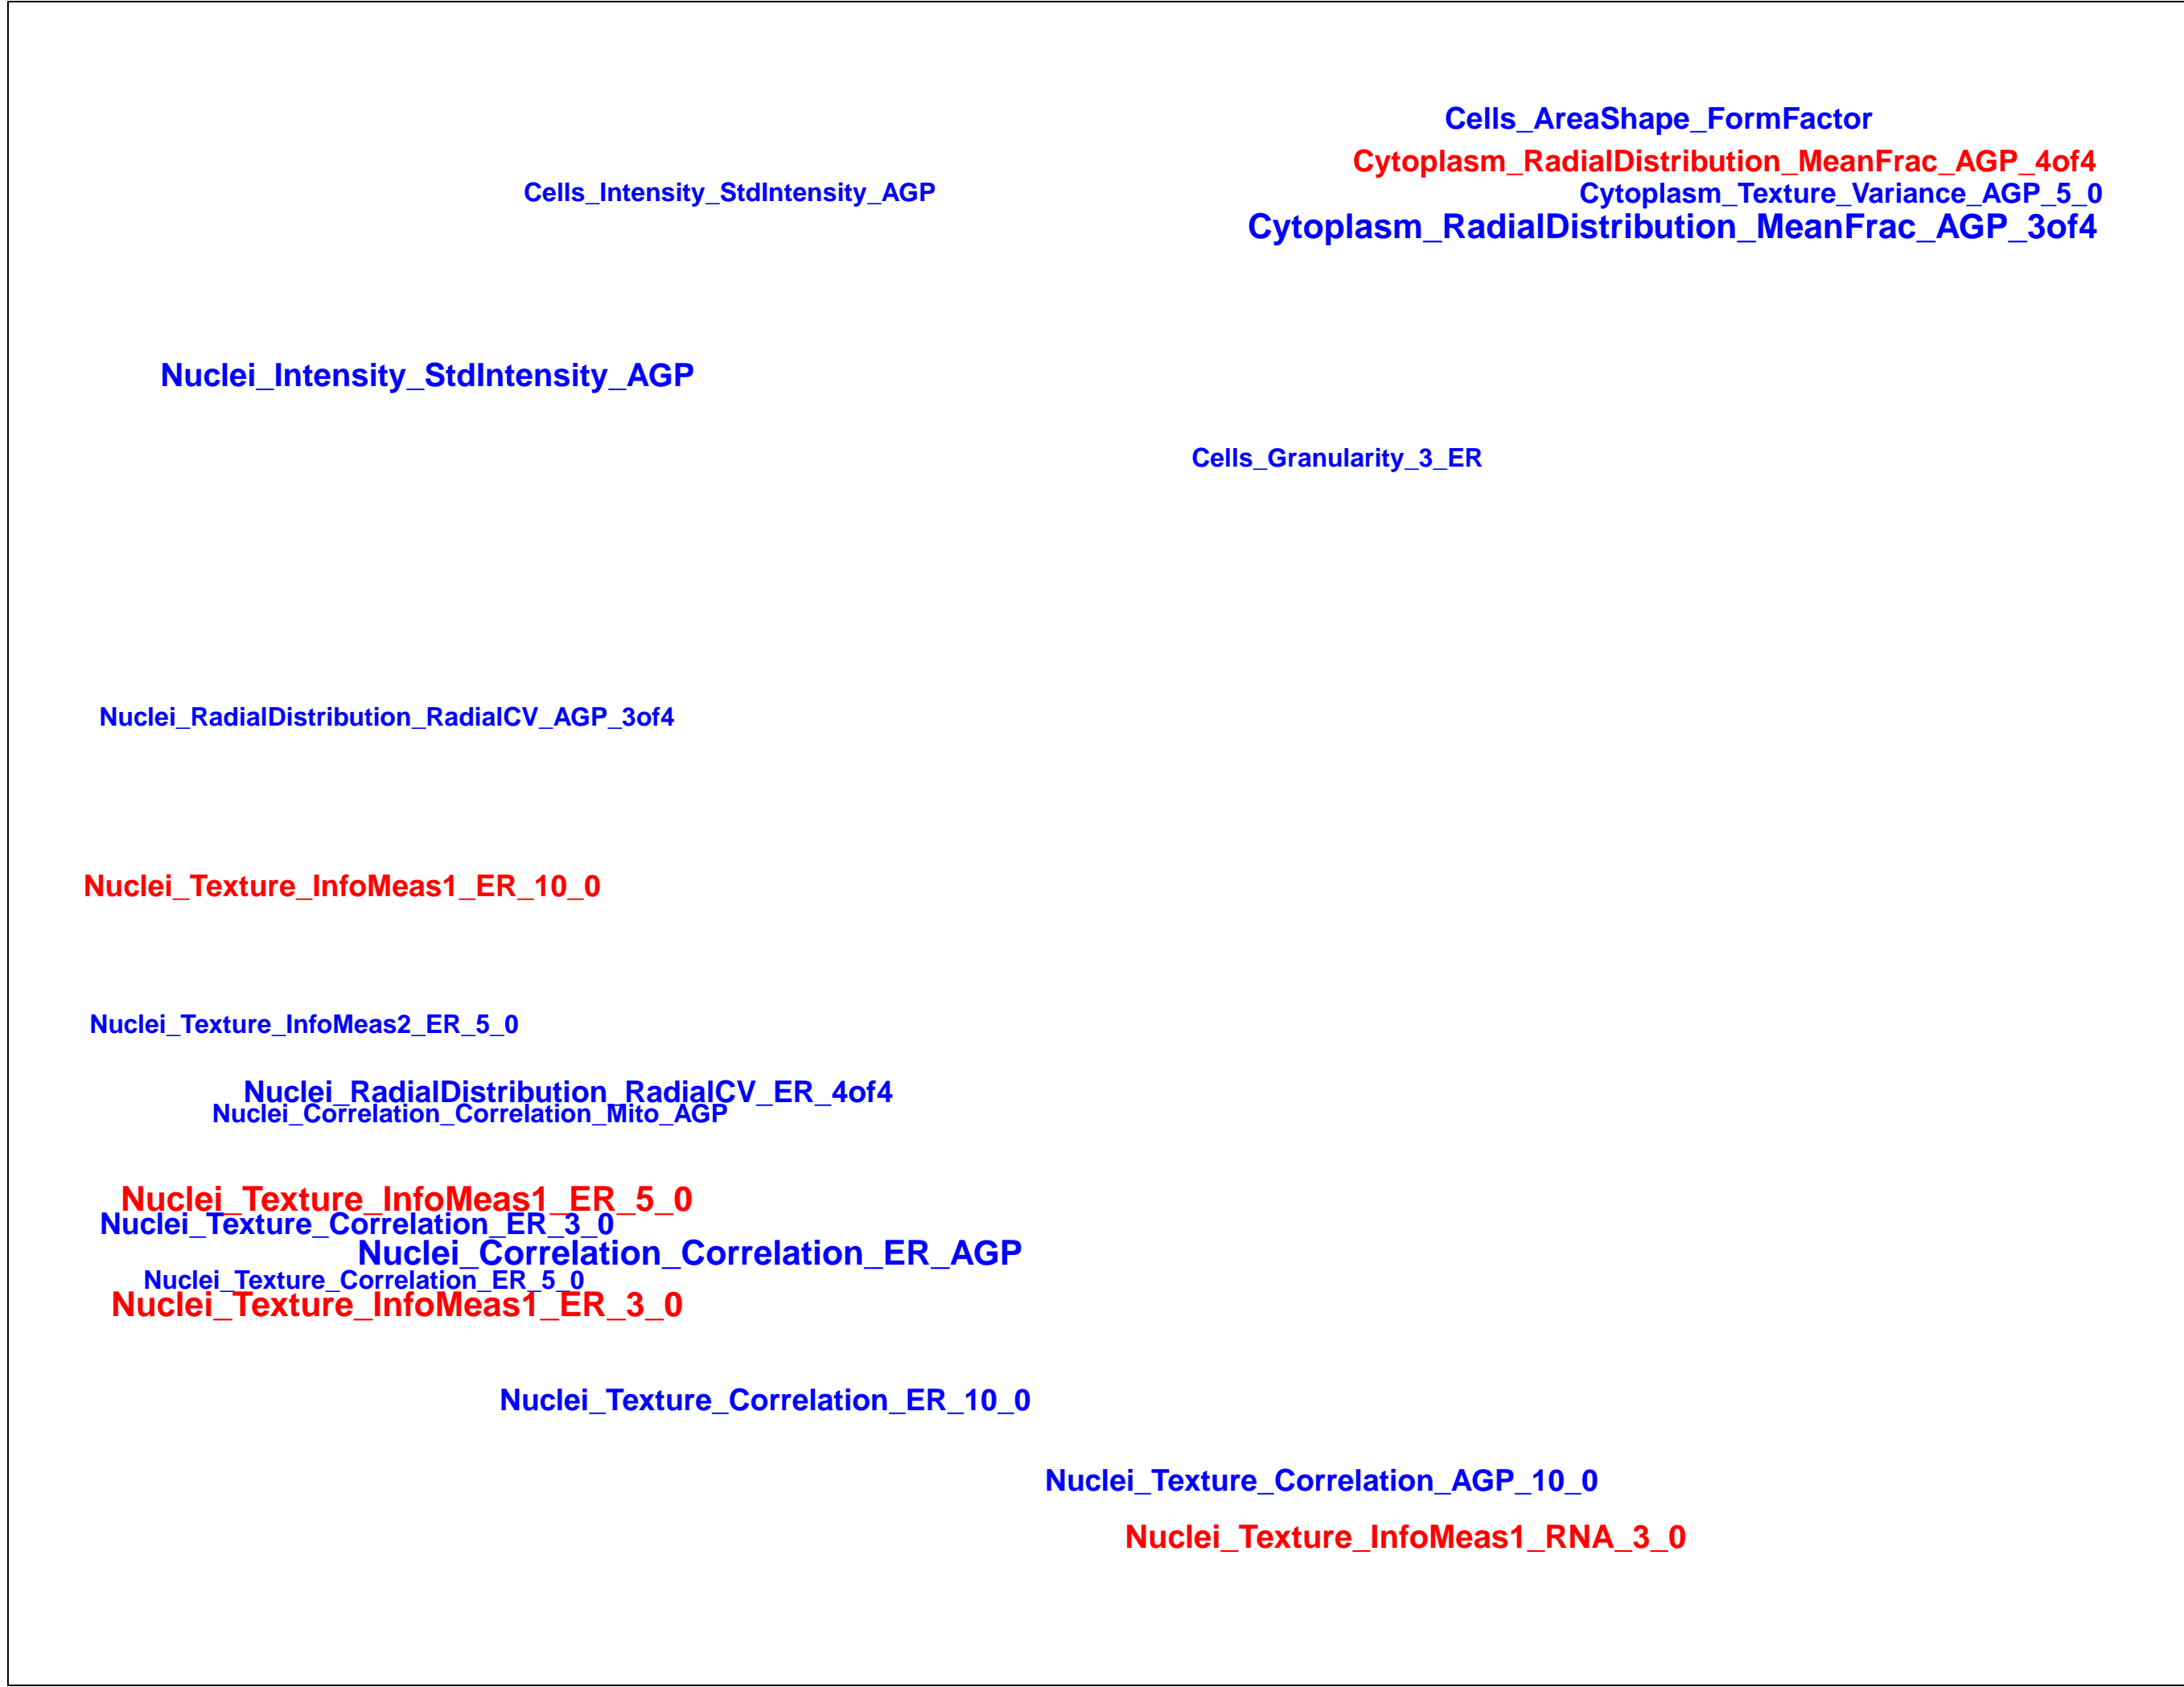 Cells_AreaShape_FormFactor
Cytoplasm_RadialDistribution_MeanFrac_AGP_4of4
Cells_Intensity_StdIntensity_AGP
Cytoplasm_Texture_Variance_AGP_5_0
Cytoplasm_RadialDistribution_MeanFrac_AGP_3of4
Nuclei_Intensity_StdIntensity_AGP
Cells_Granularity_3_ER
Nuclei_RadialDistribution_RadialCV_AGP_3of4
Nuclei_Texture_InfoMeas1_ER_10_0
Nuclei_Texture_InfoMeas2_ER_5_0
Nuclei_RadialDistribution_RadialCV_ER_4of4
Nuclei_Correlation_Correlation_Mito_AGP
Nuclei_Texture_InfoMeas1_ER_5_0
Nuclei_Texture_Correlation_ER_3_0
Nuclei_Correlation_Correlation_ER_AGP
Nuclei_Texture_Correlation_ER_5_0
Nuclei_Texture_InfoMeas1_ER_3_0
Nuclei_Texture_Correlation_ER_10_0
Nuclei_Texture_Correlation_AGP_10_0
Nuclei_Texture_InfoMeas1_RNA_3_0